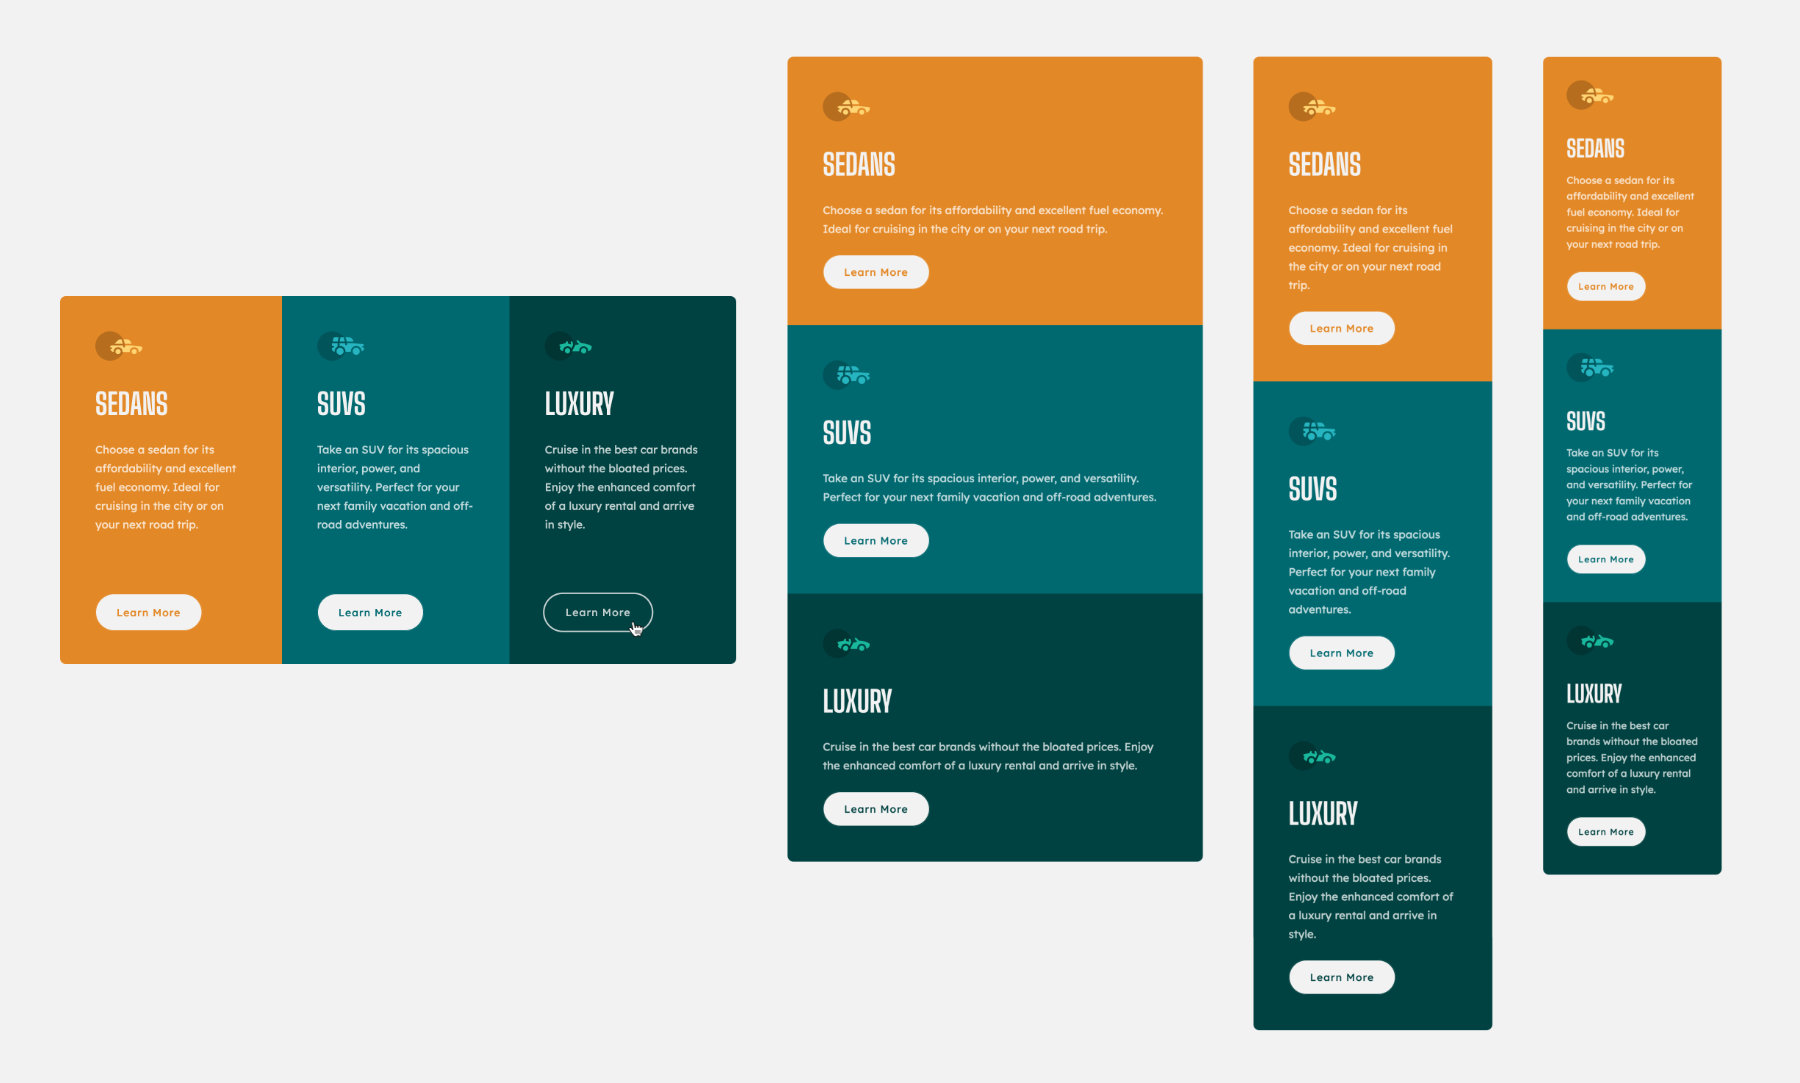 SEDANS
Choose a sedan for its
affordability and excellent
fuel economy. Ideal for
cruising in the city or on
your next road trip.
Learn More
SUVS
Take an SUV for its spacious
interior, power, and
versatility. Perfect for your
next family vacation and off-
road adventures.
Learn More
LUXURY
Cruise in the best car brands
without the bloated prices.
Enjoy the enhanced comfort
of a luxury rental and arrive
in style.
Learn More
SEDANS
Choose a sedan for its affordability and excellent fuel economy.
Ideal for cruising in the city or on your next road trip.
Learn More
SUVS
Take an SUV for its spacious interior, power, and versatility.
Perfect for your next family vacation and off-road adventures.
Learn More
LUXURY
Cruise in the best car brands without the bloated prices. Enjoy
the enhanced comfort of a luxury rental and arrive in style.
Learn More
SEDANS
Choose a sedan for its
affordability and excellent fuel
economy. Ideal for cruising in
the city or on your next road
trip.
Learn More
SUVS
Take an SUV for its spacious
interior, power, and versatility.
Perfect for your next family
vacation and off-road
adventures.
Learn More
LUXURY
Cruise in the best car brands
without the bloated prices.
Enjoy the enhanced comfort of
a luxury rental and arrive in
style.
Learn More
SEDANS
Choose a sedan for its
affordability and excellent
fuel economy. Ideal for
cruising in the city or on
your next road trip.
Learn More
SUVS
Take an SUV for its
spacious interior, power,
and versatility. Perfect for
your next family vacation
and off-road adventures.
Learn More
LUXURY
Cruise in the best car
brands without the bloated
prices. Enjoy the enhanced
comfort of a luxury rental
and arrive in style.
Learn More